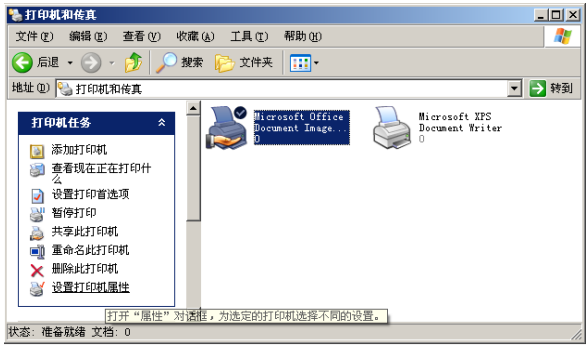 打印机和传真
文件(F) 编辑(E) 查看(V) 收藏(A) 工具(T) 帮助(H)
后退 搜索 文件夹
地址(D) 打印机和传真 转到
打印机任务
添加打印机
查看现在正在打印什
么
设置打印首选项
暂停打印
共享此打印机
重命名此打印机
删除此打印机
设置打印机属性
Microsoft Office
Document Image...
0
Microsoft XPS
Document Writer
0
打开“属性”对话框，为选定的打印机选择不同的设置。
状态: 准备就绪 文档: 0